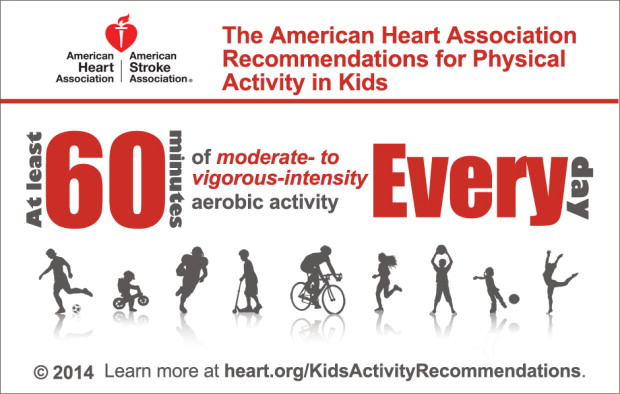 American
Heart
Association
American
Stroke
Association®
The American Heart Association
Recommendations for Physical
Activity in Kids
At least
60
minutes
of moderate- to
vigorous-intensity
aerobic activity
Every
day
© 2014 Learn more at heart.org/KidsActivityRecommendations.